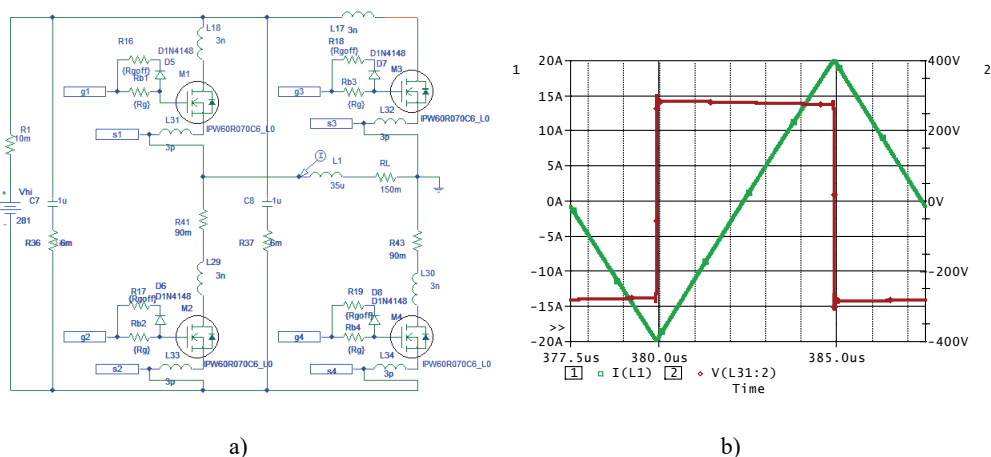 R16
{Rgoff}
Rb1
{Rg}
D1N4148
D5
L18
3n
M1
g1
s1
L31
3p
IPW60R070C6_L0
L17 3n
R18
{Rgoff}
Rb3
{Rg}
D1N4148
D7
M3
g3
s3
L32
3p
IPW60R070C6_L0
R1
10m
Vhi
281
C7 1u
R36 6m
I
L1
35u
RL
150m
R41
90m
C8 1u
R37 6m
R43
90m
L29
3n
L30
3n
R17
{Rgoff}
Rb2
{Rg}
D6
D1N4148
M2
g2
s2
L33
3p
IPW60R070C6_L0
R19
{Rgoff}
Rb4
{Rg}
D8
D1N4148
M4
g4
s4
L34
3p
IPW60R070C6_L0
a)
1 20A 400V 2
15A
10A 200V
5A
0A 0V
-5A
-10A -200V
-15A
>>
-20A -400V
377.5us 380.0us 385.0us
1 I(L1) 2 V(L31:2)
Time
b)